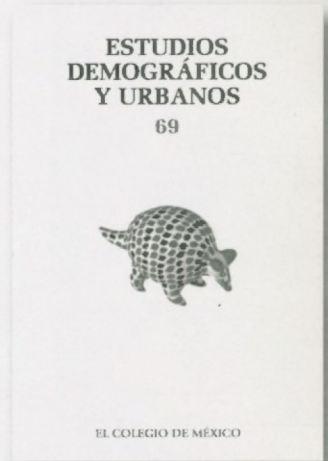 ESTUDIOS
DEMOGRÁFICOS
Y URBANOS
69
EL COLEGIO DE MÉXICO